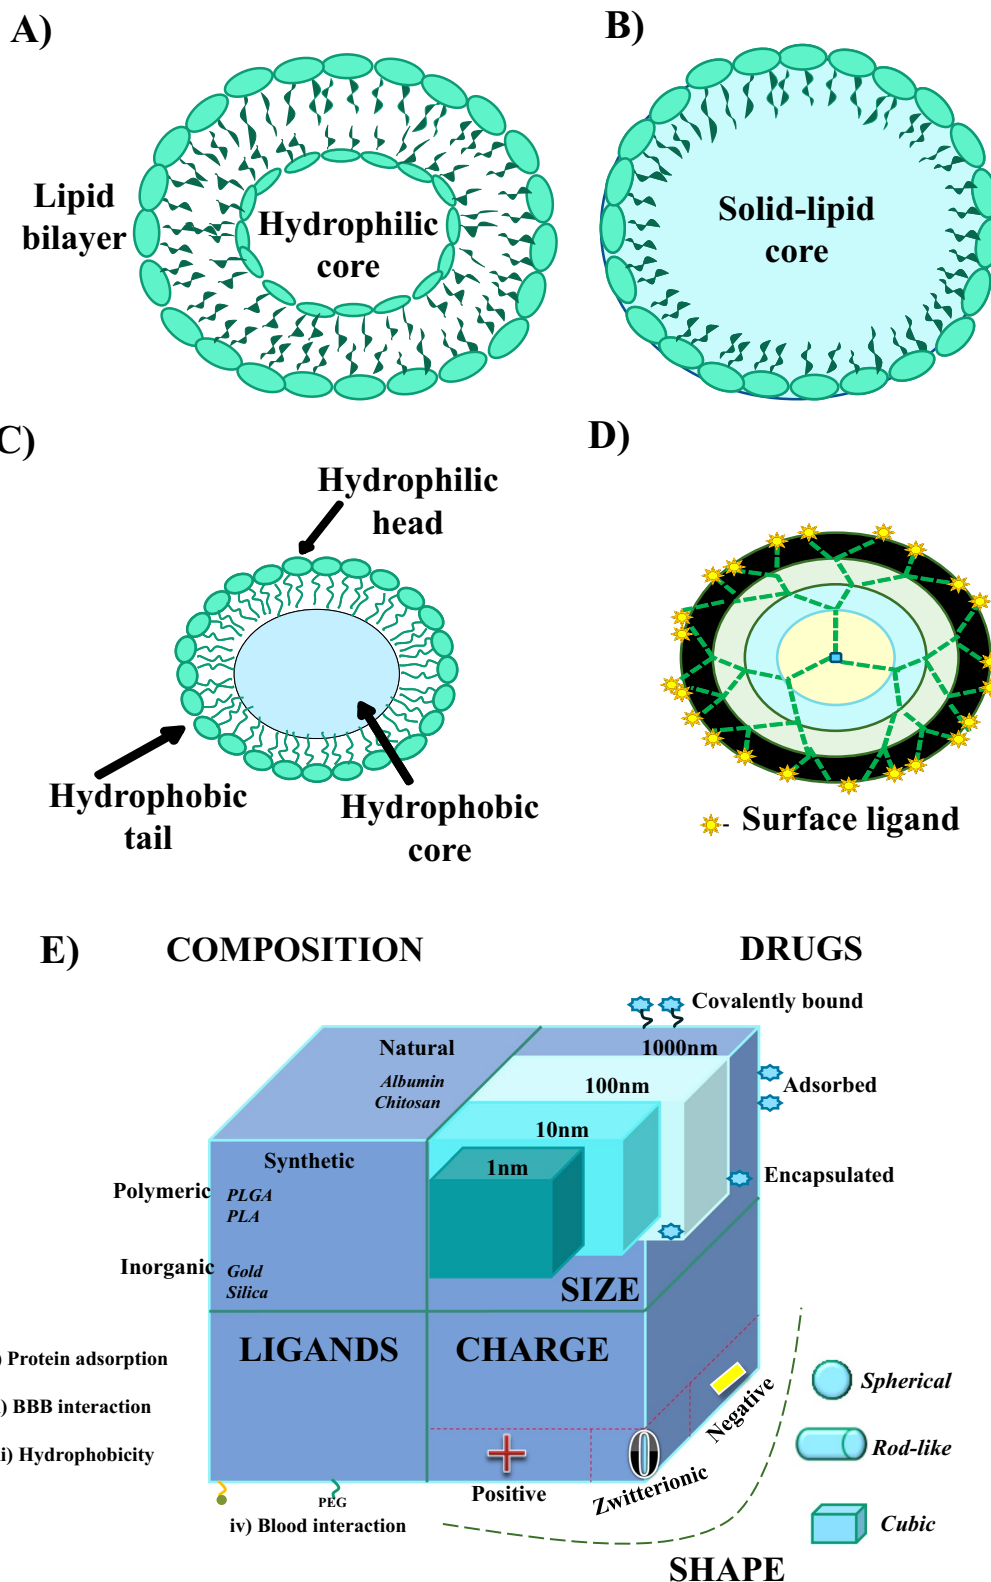 A)
B)
Lipid
bilayer
Hydrophilic
core
Solid-lipid
core
C)
D)
Hydrophilic
head
Hydrophobic
tail
Hydrophobic
core
- Surface ligand
E)
COMPOSITION
DRUGS
Covalently bound
Natural
1000nm
Albumin
Chitosan
100nm
Adsorbed
10nm
Synthetic
1nm
Encapsulated
Polymeric
PLGA
PLA
Inorganic
Gold
Silica
SIZE
LIGANDS
CHARGE
) Protein adsorption
) BBB interaction
i) Hydrophobicity
Negative
Spherical
Rod-like
Zwitterionic
Positive
PEG
iv) Blood interaction
Cubic
SHAPE